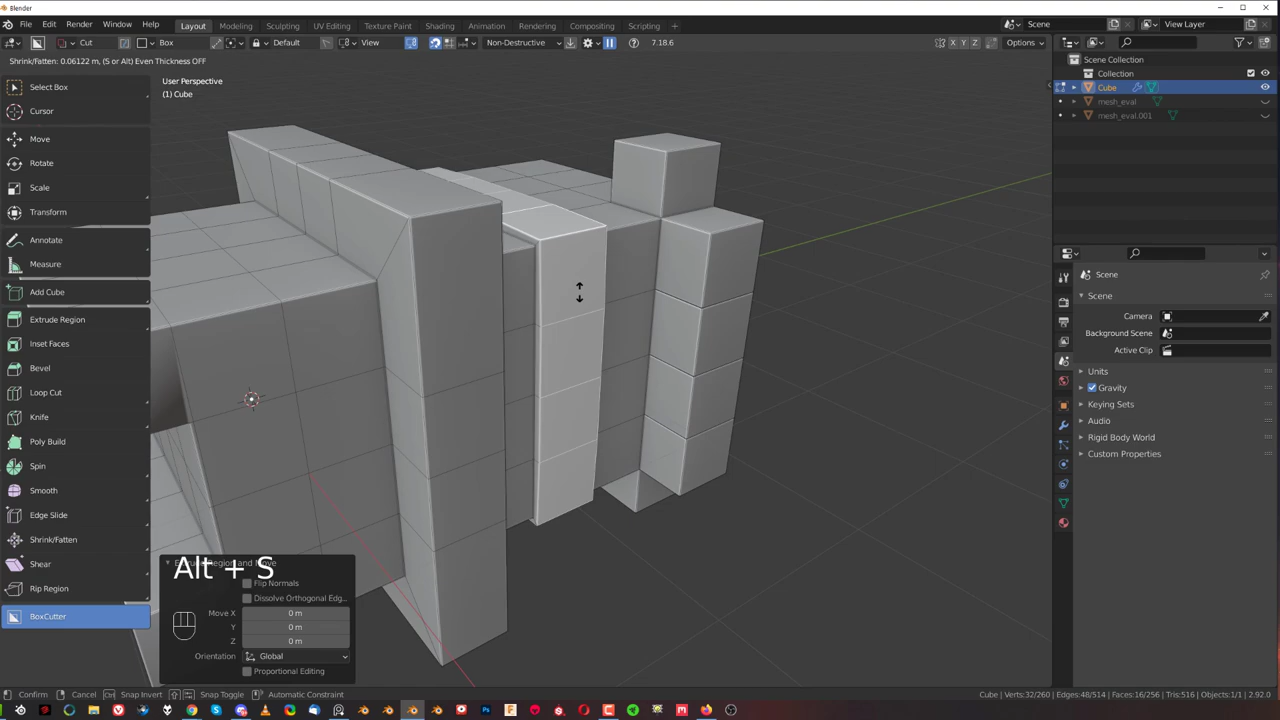 Blender
File Edit Render Window Help
Layout Modeling Sculpting UV Editing Texture Paint Shading Animation Rendering Compositing Scripting +
Scene
View Layer
Cut Box Default View Non-Destructive 7.18.6 X Y Z Options
Shrink/Fatten: 0.06122 m, (S or Alt) Even Thickness OFF
User Perspective
(1) Cube
Select Box
Cursor
Move
Rotate
Scale
Transform
Annotate
Measure
Add Cube
Extrude Region
Inset Faces
Bevel
Loop Cut
Knife
Poly Build
Spin
Smooth
Edge Slide
Shrink/Fatten
Shear
Rip Region
BoxCutter
Alt + S
Extrude Region and Move
Flip Normals
Dissolve Orthogonal Edg...
Move X 0 m
Y 0 m
Z 0 m
Orientation Global
Proportional Editing
Scene Collection
Collection
Cube
mesh_eval
mesh_eval.001
Scene
Scene
Camera
Background Scene
Active Clip
Units
Gravity
Keying Sets
Audio
Rigid Body World
Custom Properties
Confirm Cancel Ctrl Snap Invert Snap Toggle Automatic Constraint
Cube | Verts:32/260 | Edges:48/514 | Faces:16/256 | Tris:516 | Objects:1/1 | 2.92.0